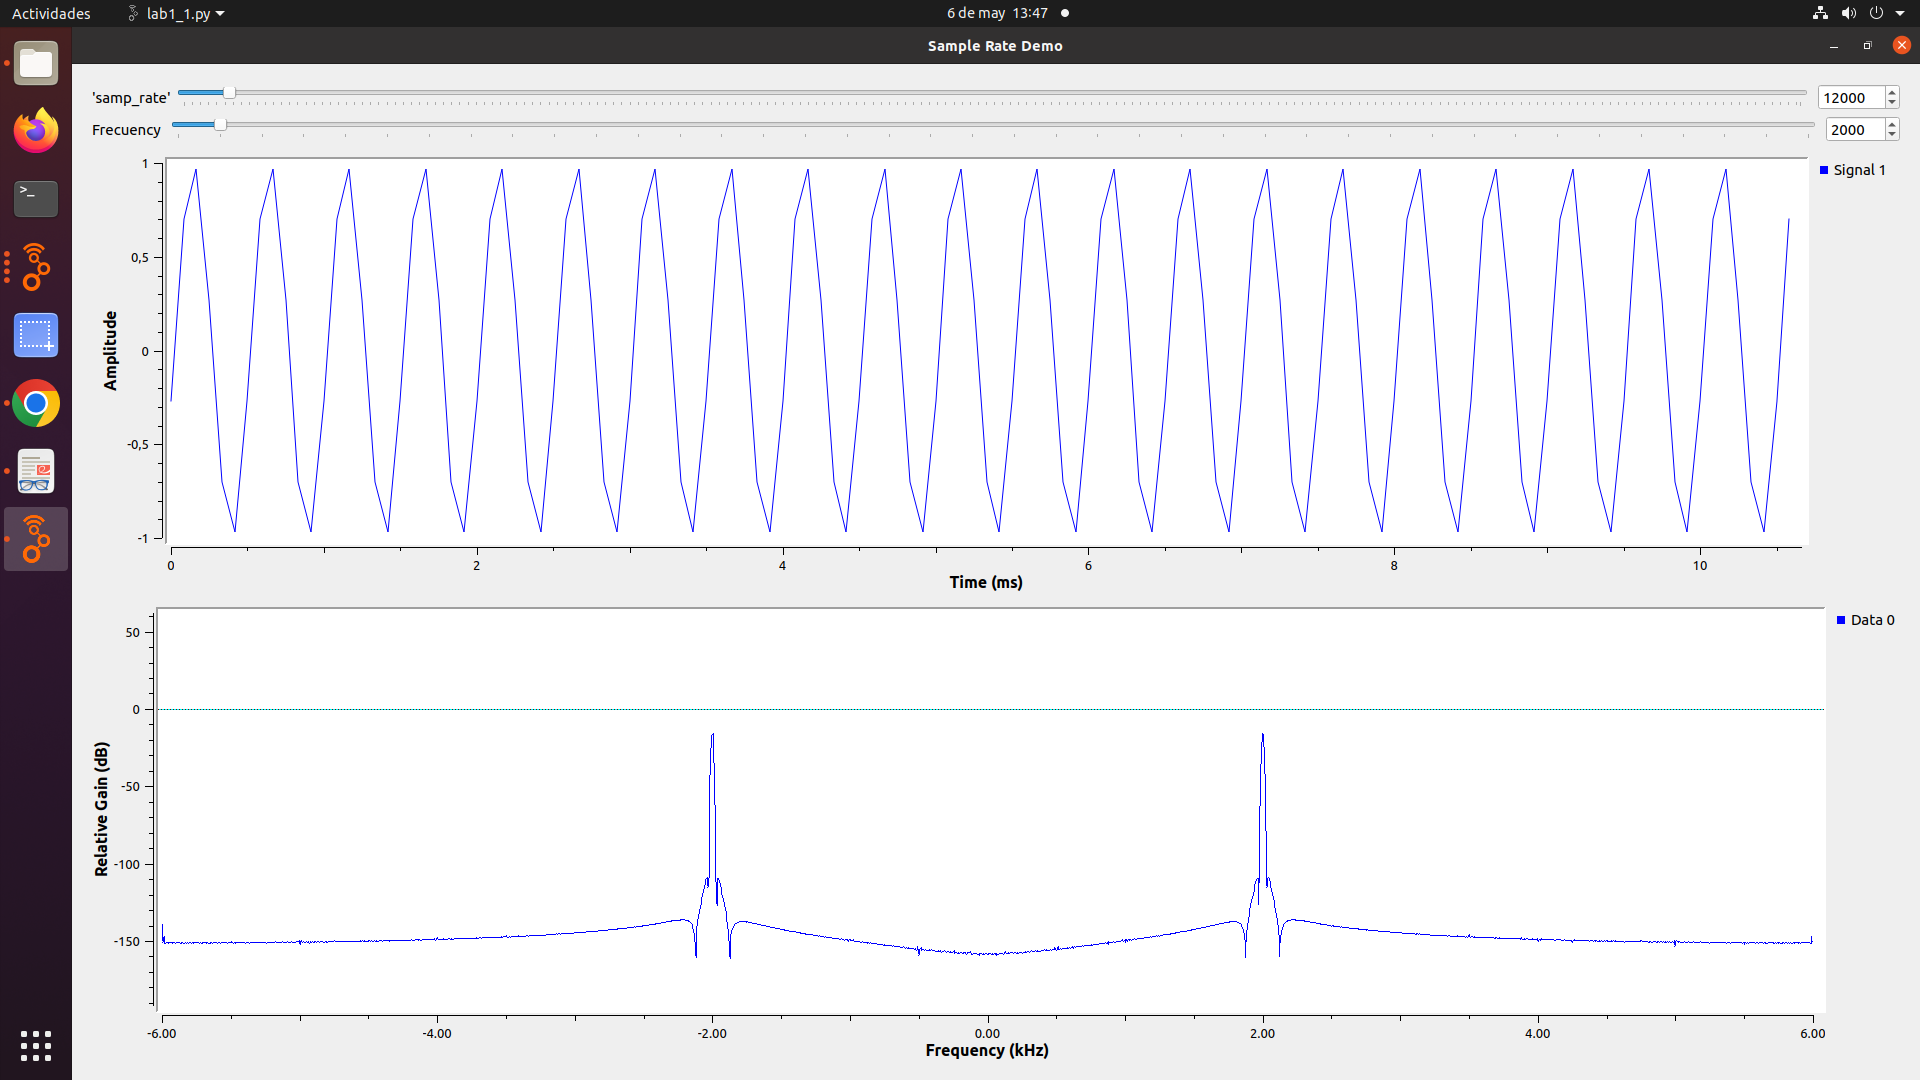 Actividades lab1_1.py 6 de may 13:47
Sample Rate Demo
'samp_rate' 12000
Frecuency 2000
Signal 1
1
0,5
0
-0,5
-1
Amplitude
0 2 4 6 8 10
Time (ms)
Data 0
50
0
-50
-100
-150
Relative Gain (dB)
-6.00 -4.00 -2.00 0.00 2.00 4.00 6.00
Frequency (kHz)